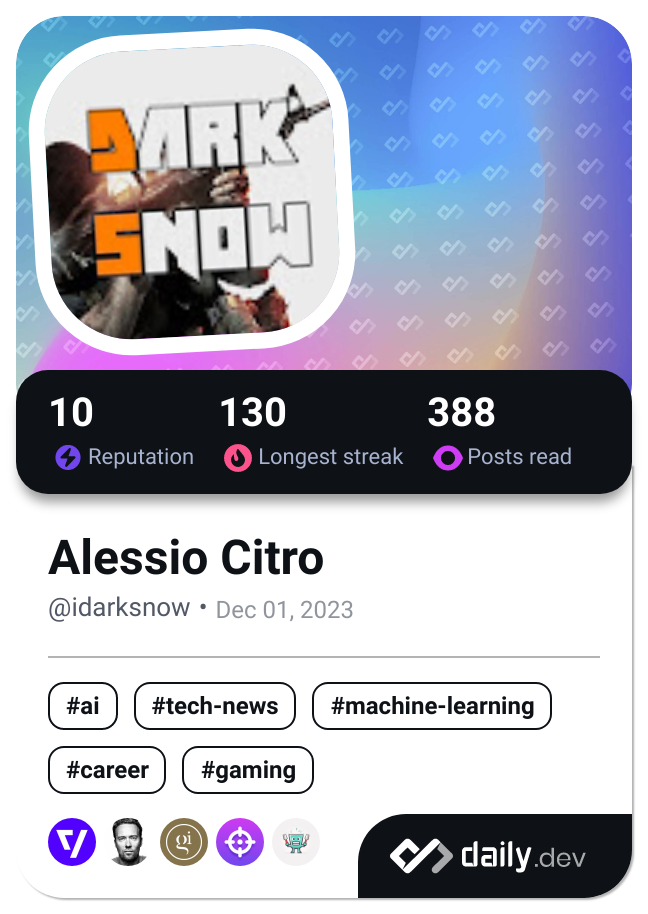 DARK
SNOW
10 130 388
Reputation Longest streak Posts read
Alessio Citro
@idarksnow • Dec 01, 2023
#ai #tech-news #machine-learning
#career #gaming
gi
daily.dev